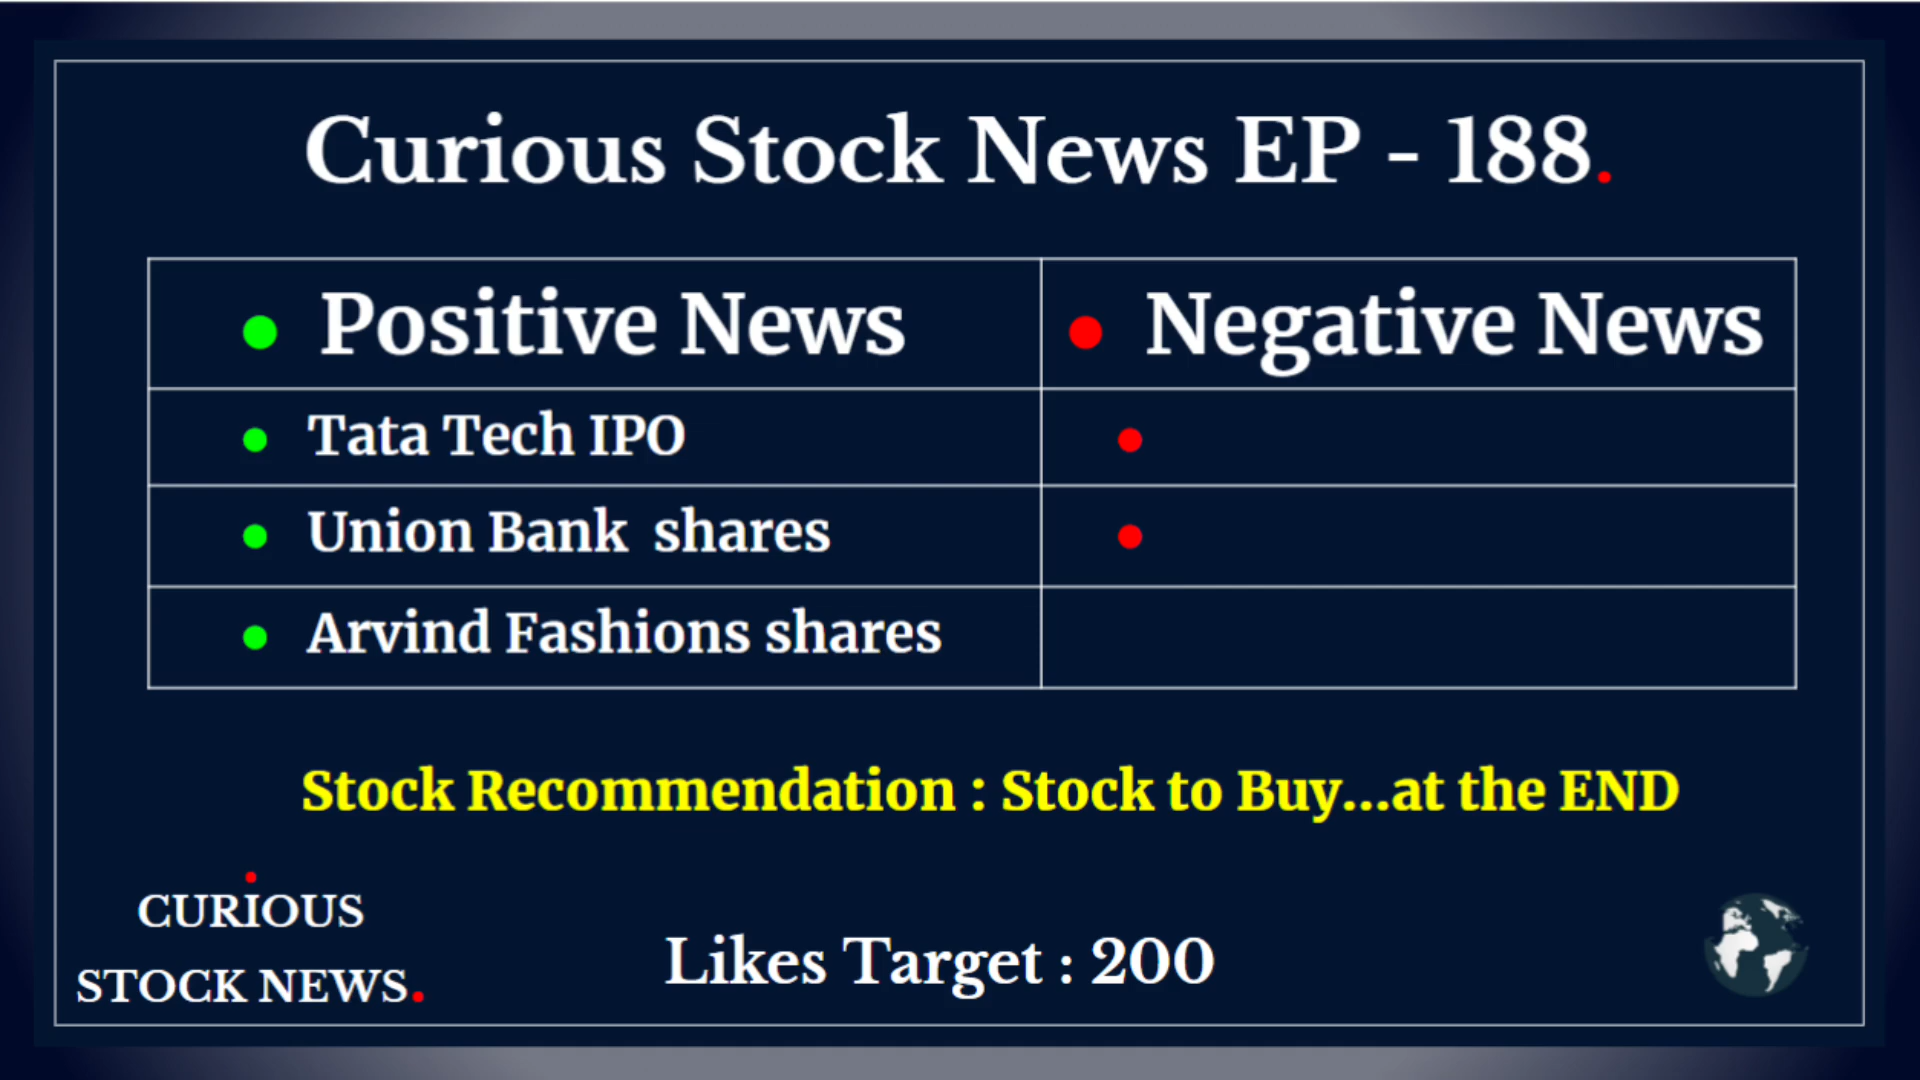 Curious Stock News EP - 188.
• Positive News
• Negative News
• Tata Tech IPO
•
• Union Bank  shares
•
• Arvind Fashions shares
Stock Recommendation : Stock to Buy...at the END
CURIOUS
STOCK NEWS.
Likes Target : 200